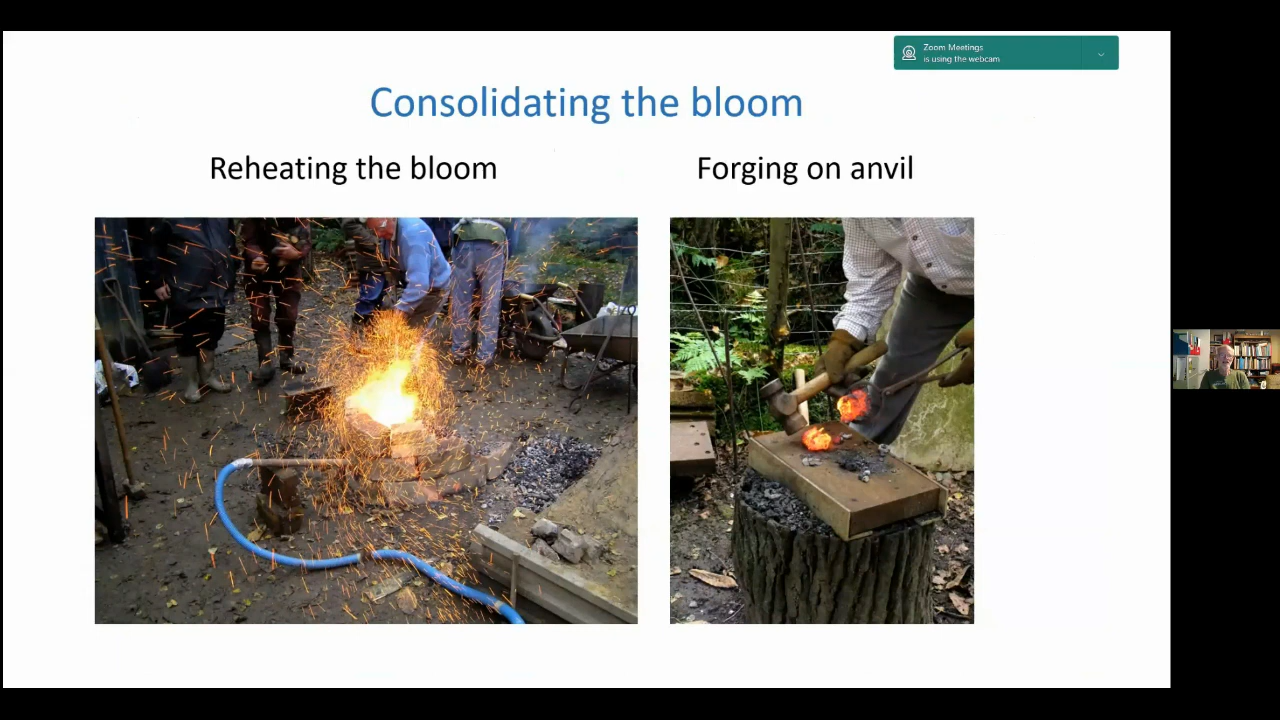 Zoom Meetings
is using the webcam
Consolidating the bloom
Reheating the bloom
Forging on anvil